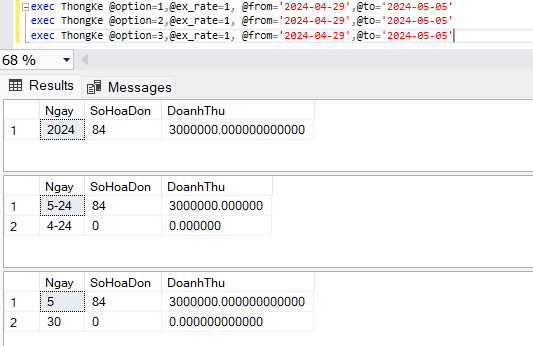 exec ThongKe @option=1,@ex_rate=1, @from='2024-04-29',@to='2024-05-05'
exec ThongKe @option=2,@ex_rate=1, @from='2024-04-29',@to='2024-05-05'
exec ThongKe @option=3,@ex_rate=1, @from='2024-04-29',@to='2024-05-05'
68 %
Results Messages
Ngay SoHoaDon DoanhThu
1 2024 84 3000000.000000000000
Ngay SoHoaDon DoanhThu
1 5-24 84 3000000.000000
2 4-24 0 0.000000
Ngay SoHoaDon DoanhThu
1 5 84 3000000.000000000000
2 30 0 0.000000000000